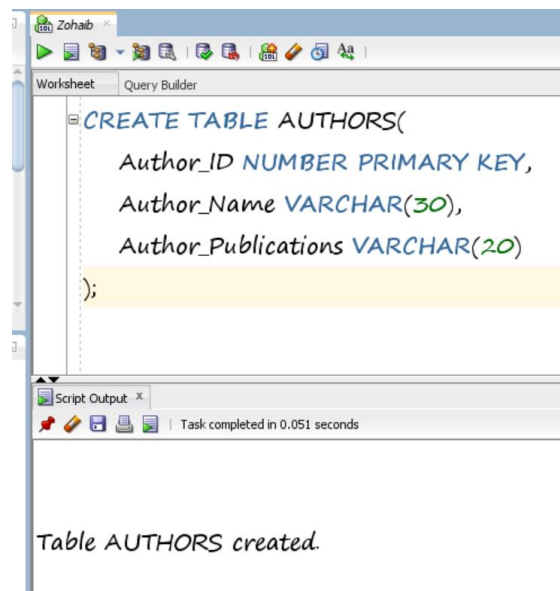 Zohaib
Worksheet Query Builder
CREATE TABLE AUTHORS(
Author_ID NUMBER PRIMARY KEY,
Author_Name VARCHAR(30),
Author_Publications VARCHAR(20)
);
Script Output
Task completed in 0.051 seconds
Table AUTHORS created.